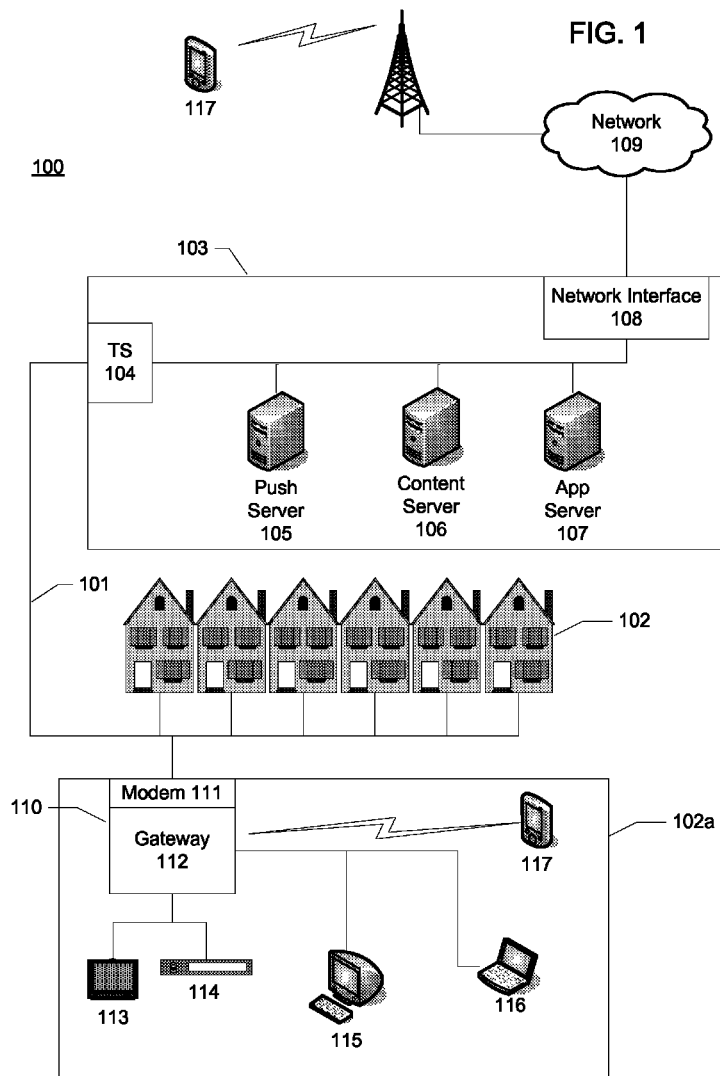 FIG. 1
117
Network
109
100
103
Network Interface
108
TS
104
Push
Server
105
Content
Server
106
App
Server
107
101
102
Modem 111
110
Gateway
112
117
102a
113
114
115
116